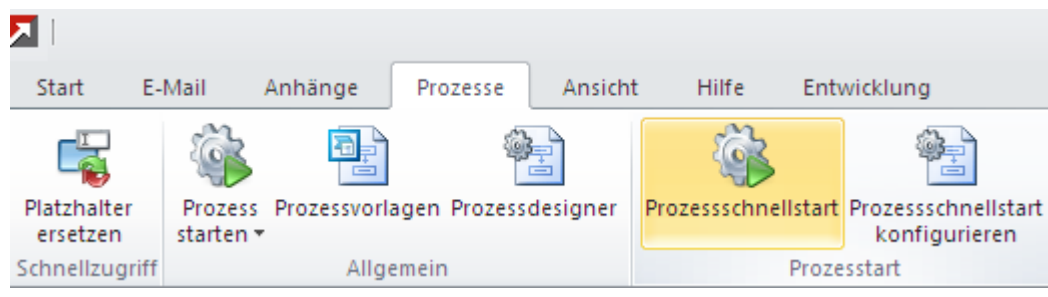 Start E-Mail Anhänge Prozesse Ansicht Hilfe Entwicklung
Platzhalter ersetzen
Prozess starten
Prozessvorlagen
Prozessdesigner
Prozessschnellstart
Prozessschnellstart konfigurieren
Schnellzugriff Allgemein Prozesstart